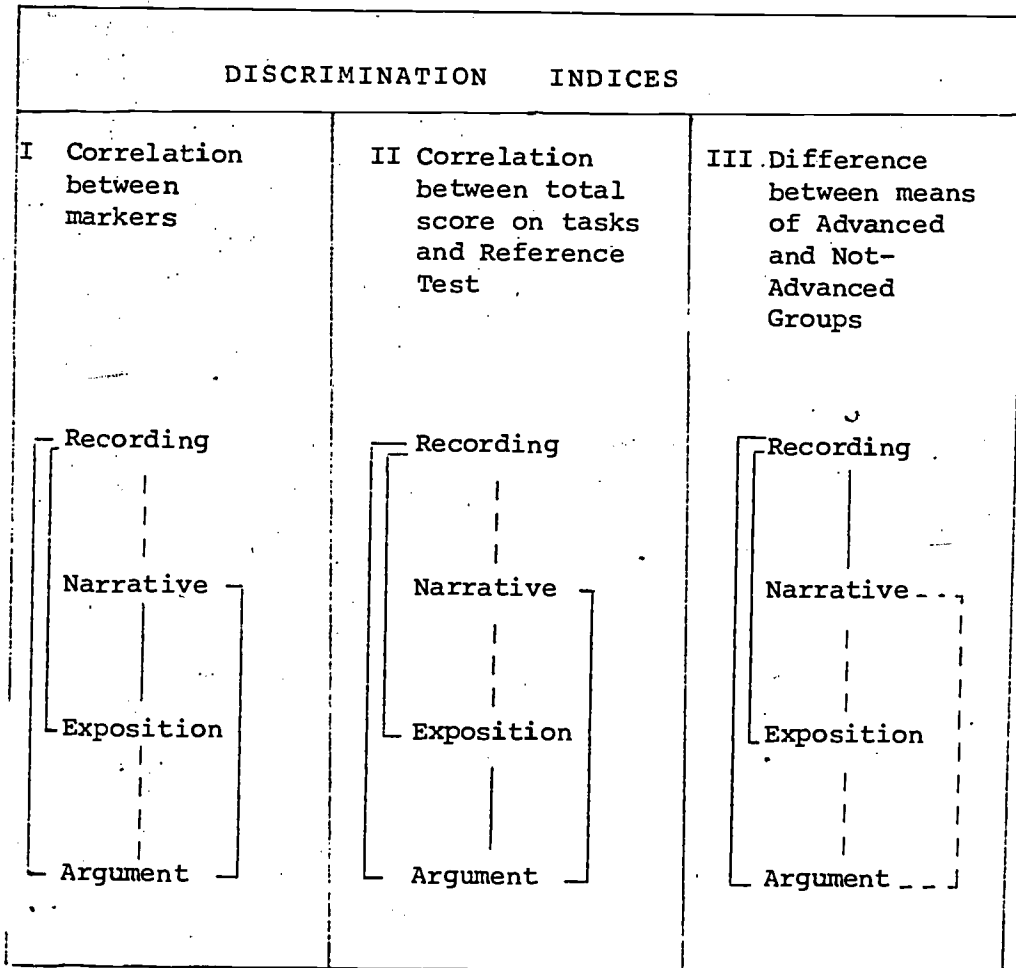 DISCRIMINATION INDICES
I Correlation
between
markers
Recording
Narrative
Exposition
Argument
II Correlation
between total
score on tasks
and Reference
Test
Recording
Narrative
Exposition
Argument
III. Difference
between means
of Advanced
and Not-
Advanced
Groups
Recording
Narrative
Exposition
Argument